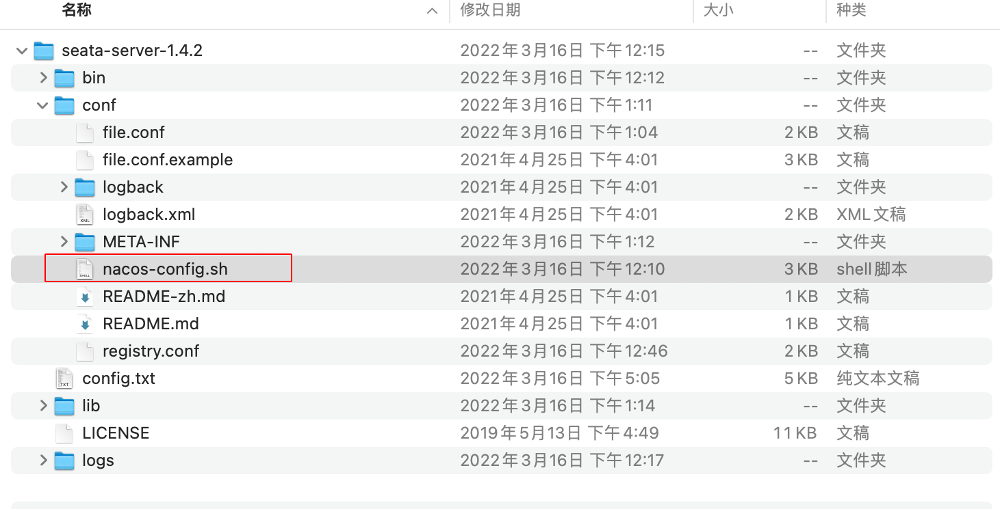 名称 修改日期 大小 种类
seata-server-1.4.2 2022年3月16日 下午12:15 -- 文件夹
bin 2022年3月16日 下午12:12 -- 文件夹
conf 2022年3月16日 下午1:11 -- 文件夹
file.conf 2022年3月16日 下午1:04 2 KB 文稿
file.conf.example 2021年4月25日 下午4:01 3 KB 文稿
logback 2021年4月25日 下午4:01 -- 文件夹
logback.xml 2021年4月25日 下午4:01 2 KB XML文稿
META-INF 2022年3月16日 下午1:12 -- 文件夹
nacos-config.sh 2022年3月16日 下午12:10 3 KB shell脚本
README-zh.md 2021年4月25日 下午4:01 1 KB 文稿
README.md 2021年4月25日 下午4:01 1 KB 文稿
registry.conf 2022年3月16日 下午12:46 2 KB 文稿
config.txt 2022年3月16日 下午5:05 5 KB 纯文本文稿
lib 2022年3月16日 下午1:14 -- 文件夹
LICENSE 2019年5月13日 下午4:49 11 KB 文稿
logs 2022年3月16日 下午12:17 -- 文件夹